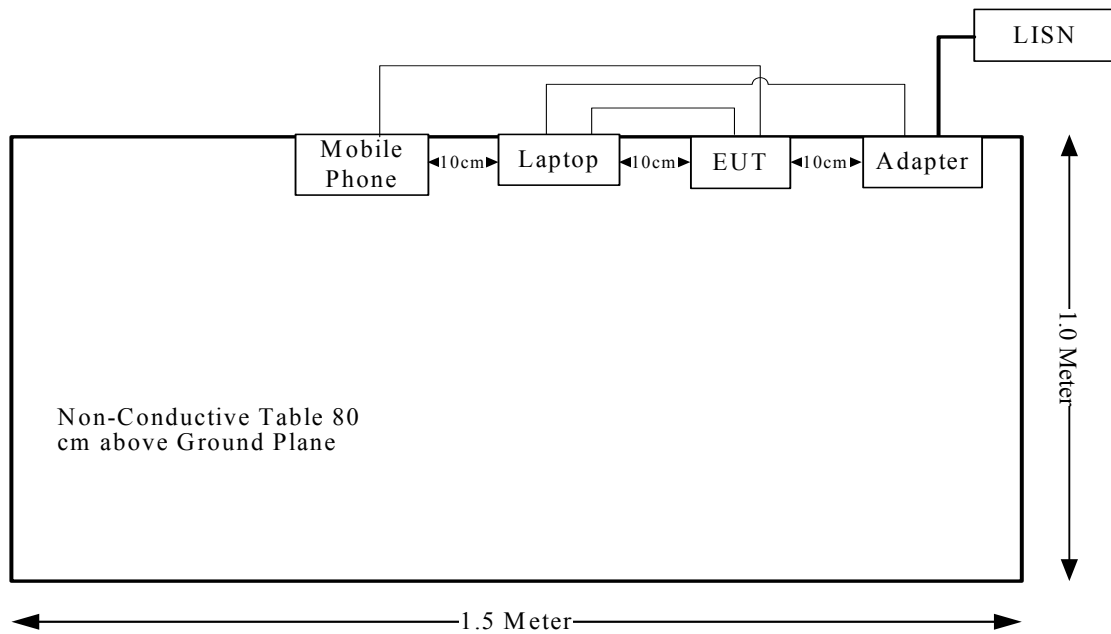 LISN
Mobile
Phone
10cm
Laptop
10cm
EUT
10cm
Adapter
1.0 Meter
Non-Conductive Table 80
cm above Ground Plane
1.5 Meter